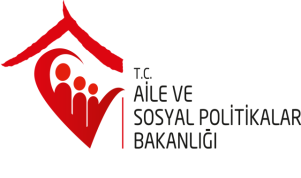 T.C.
AİLE VE
SOSYAL POLİTİKALAR
BAKANLIĞI